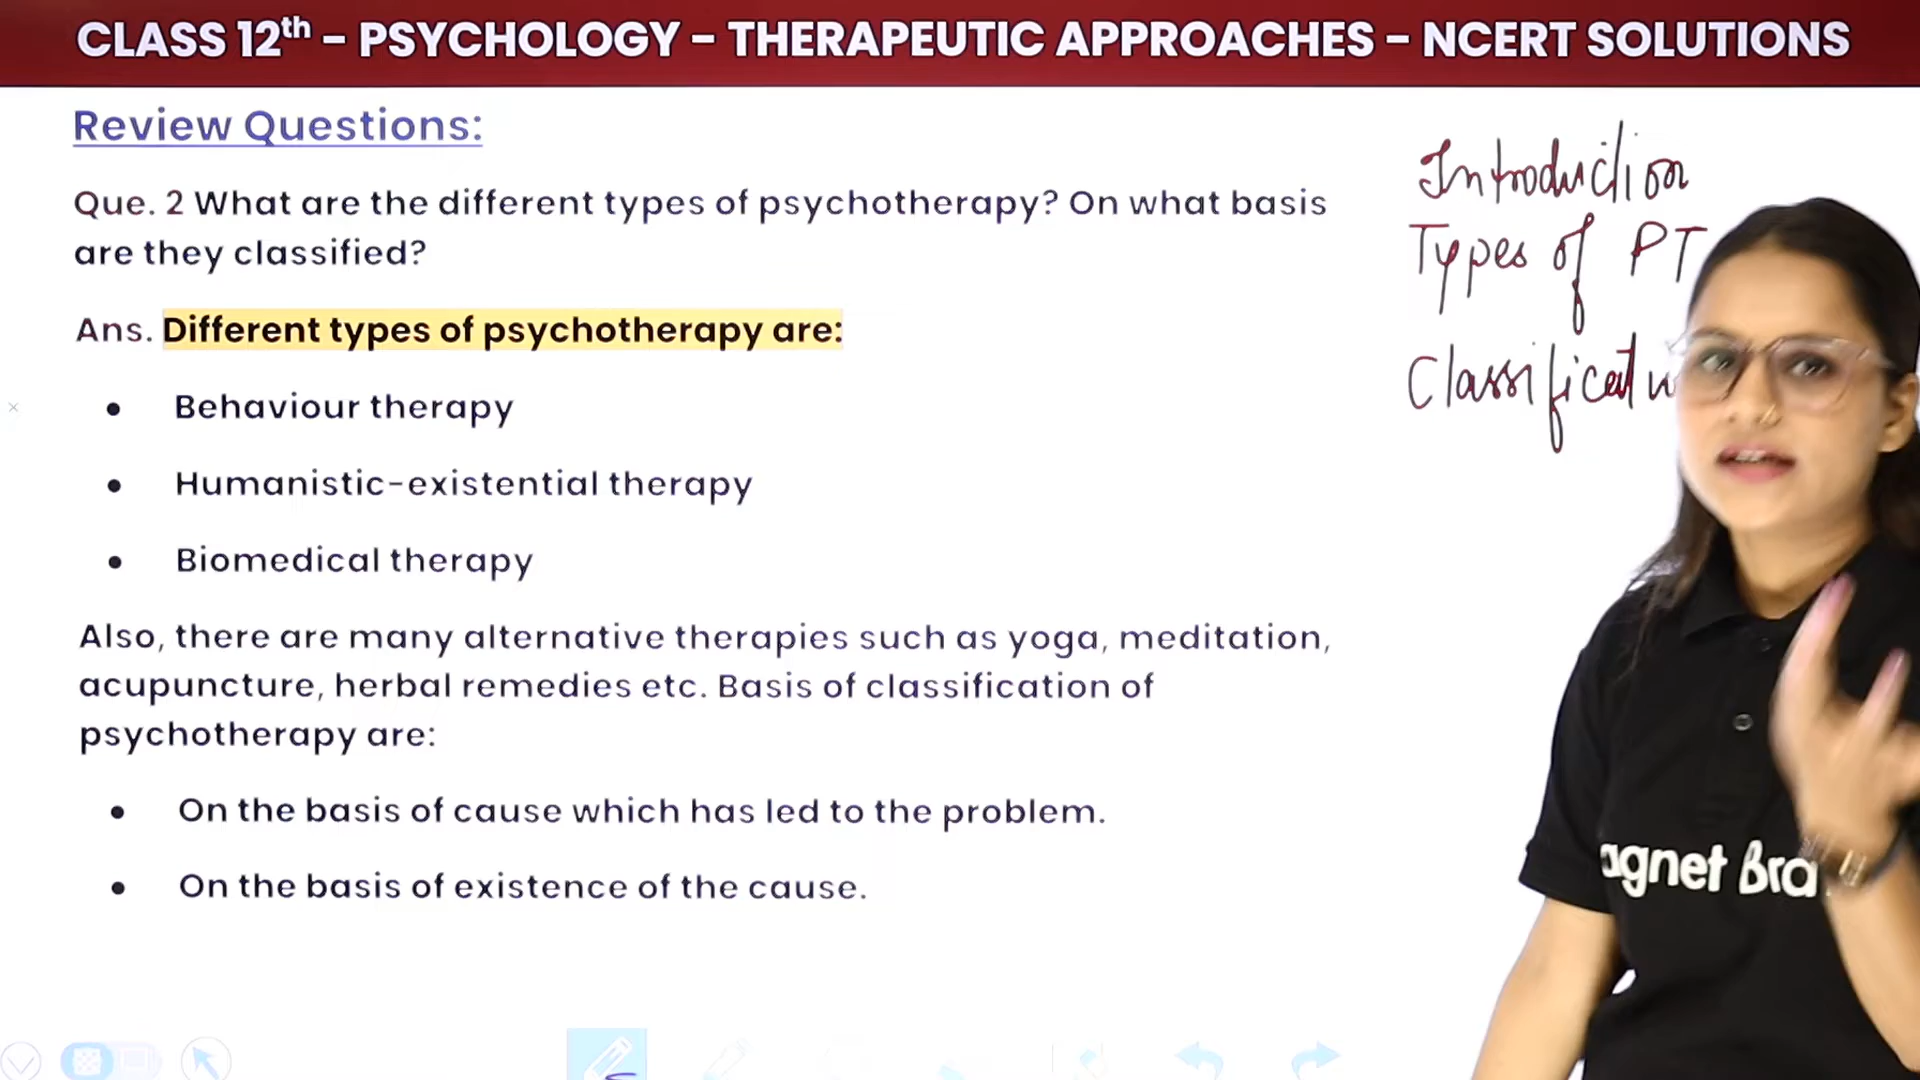 CLASS 12th – PSYCHOLOGY – THERAPEUTIC APPROACHES – NCERT SOLUTIONS
Review Questions:
Que. 2 What are the different types of psychotherapy? On what basis
are they classified?
Ans. Different types of psychotherapy are:
• Behaviour therapy
• Humanistic-existential therapy
• Biomedical therapy
Also, there are many alternative therapies such as yoga, meditation,
acupuncture, herbal remedies etc. Basis of classification of
psychotherapy are:
• On the basis of cause which has led to the problem.
• On the basis of existence of the cause.
Introduction
Types of PT
agnet Bra